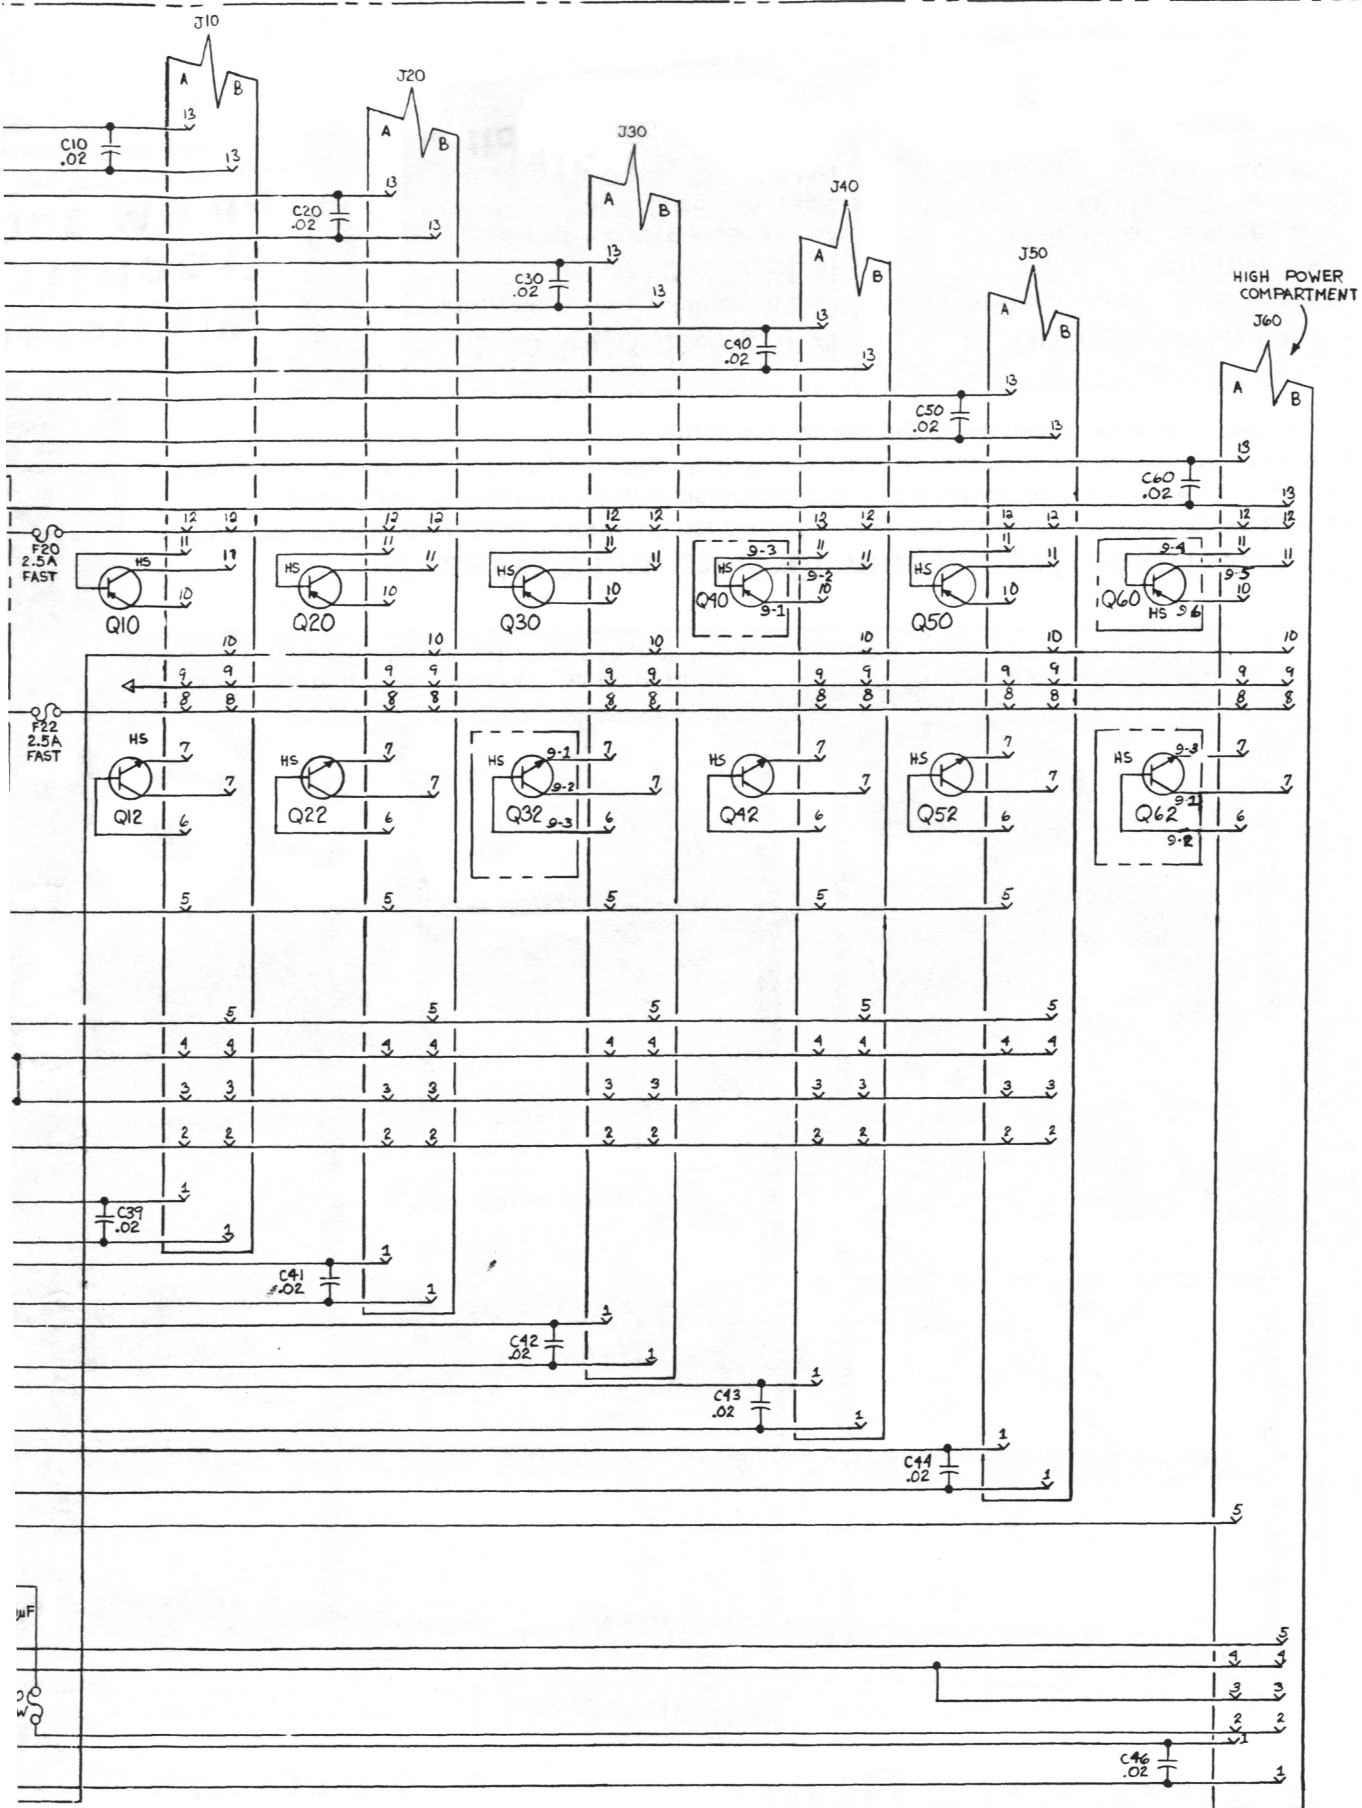 J10
A
B
13
C10
.02
13
J20
A
B
13
C20
.02
13
J30
A
B
13
C30
.02
13
J40
A
B
13
C40
.02
13
J50
A
B
13
C50
.02
13
HIGH POWER
COMPARTMENT
J60
A
B
13
C60
.02
13
12 12 12 12 12 12 13 12 12 12 12 12
F20
2.5A
FAST
11 11 11 11 11 11 11 11 11 11 11
HS HS HS HS HS
9-3 9-2 9-1
9-4 9-5 9-6
HS
10 10 10 10 10 10
Q10 Q20 Q30 Q40 Q50 Q60
10 10 10 10 10 10
9 9 9 9 9 9 9 9 9 9 9 9
8 8 8 8 8 8 8 8 8 8 8 8
F22
2.5A
FAST
HS HS HS HS HS HS
7 7 7 7 7 7
9-1 9-3
7 7 7 7 7 7
9-2 9-1
Q12 Q22 Q32 Q42 Q52 Q62
9-3
6 6 6 6 6 6
5 5 5 5 5
5 5 5 5 5
4 4 4 4 4 4 4 4 4 4
3 3 3 3 3 3 3 3 3 3
2 2 2 2 2 2 2 2 2 2
1
C39
.02
1
1
C41
.02
1
1
C42
.02
1
1
C43
.02
1
1
C44
.02
1
5
µF
5
4 4
3 3
W
2 2
1
C46
.02
1